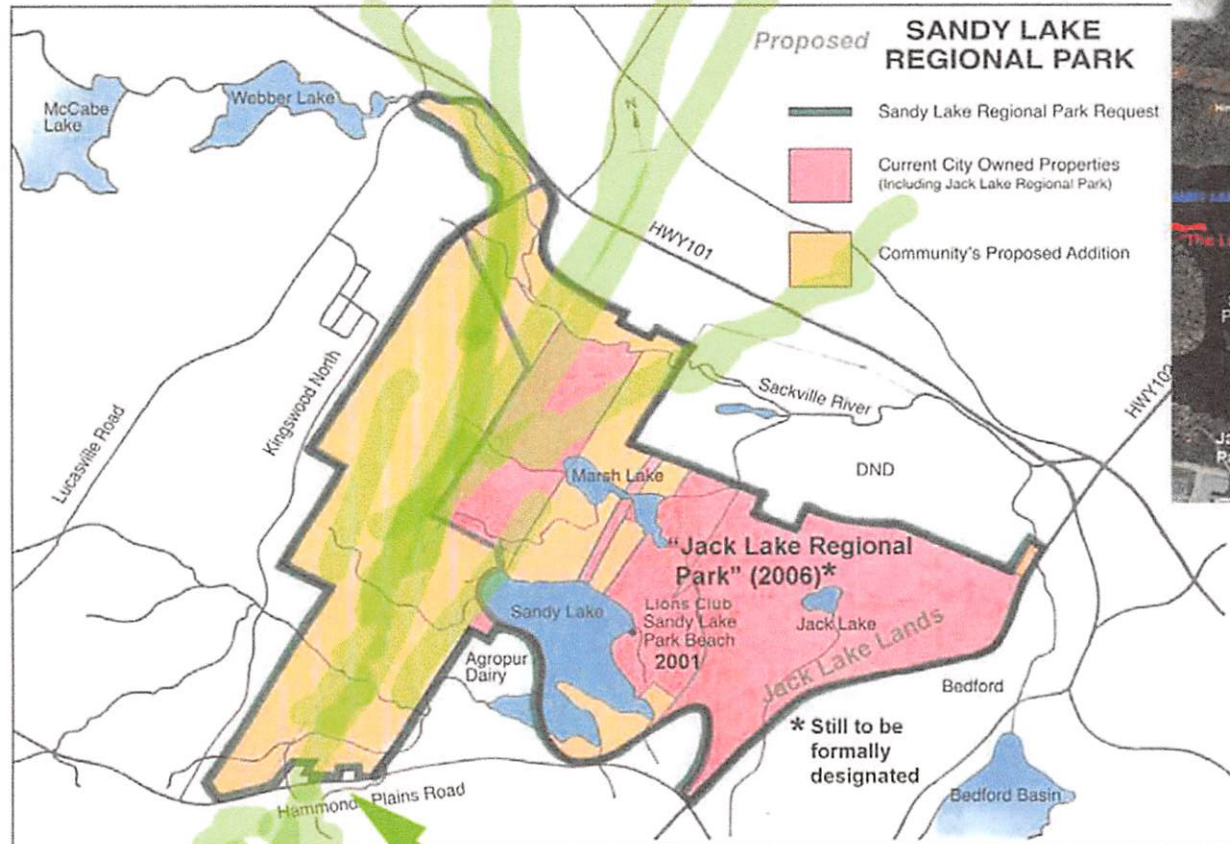 Proposed SANDY LAKE
REGIONAL PARK
Sandy Lake Regional Park Request
Current City Owned Properties
(Including Jack Lake Regional Park)
Community's Proposed Addition
McCabe
Lake
Webber Lake
N
HWY101
HWY102
Lucasville Road
Kingswood North
Sackville River
DND
Marsh Lake
"Jack Lake Regional
Park" (2006)*
Lions Club
Sandy Lake
Park Beach
2001
Sandy Lake
Jack Lake
Jack Lake Lands
Agropur
Dairy
Bedford
* Still to be
formally
designated
Hammond Plains Road
Bedford Basin
"The L